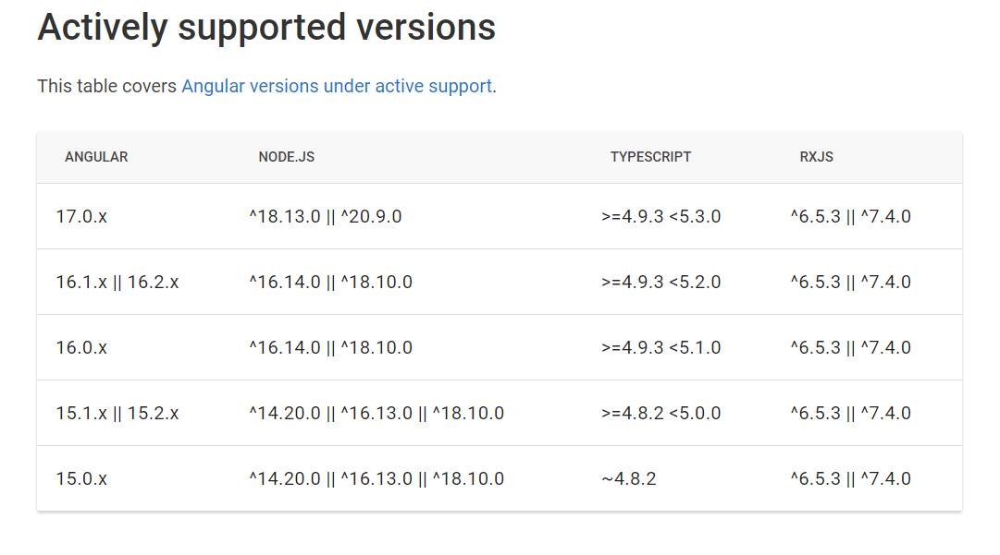 Actively supported versions
This table covers Angular versions under active support.
ANGULAR NODE.JS TYPESCRIPT RXJS
17.0.x ^18.13.0 || ^20.9.0 >=4.9.3 <5.3.0 ^6.5.3 || ^7.4.0
16.1.x || 16.2.x ^16.14.0 || ^18.10.0 >=4.9.3 <5.2.0 ^6.5.3 || ^7.4.0
16.0.x ^16.14.0 || ^18.10.0 >=4.9.3 <5.1.0 ^6.5.3 || ^7.4.0
15.1.x || 15.2.x ^14.20.0 || ^16.13.0 || ^18.10.0 >=4.8.2 <5.0.0 ^6.5.3 || ^7.4.0
15.0.x ^14.20.0 || ^16.13.0 || ^18.10.0 ~4.8.2 ^6.5.3 || ^7.4.0